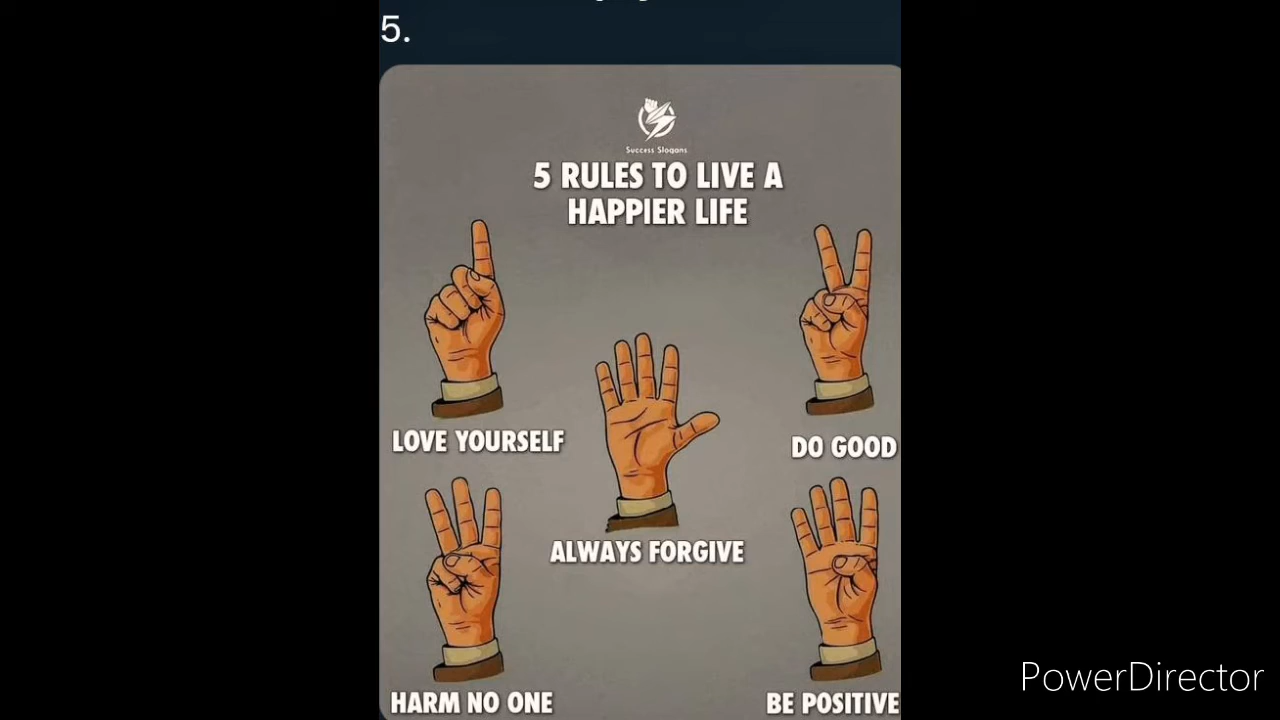 5.
Success Slogans
5 RULES TO LIVE A
HAPPIER LIFE
LOVE YOURSELF
DO GOOD
ALWAYS FORGIVE
HARM NO ONE
BE POSITIVE
PowerDirector